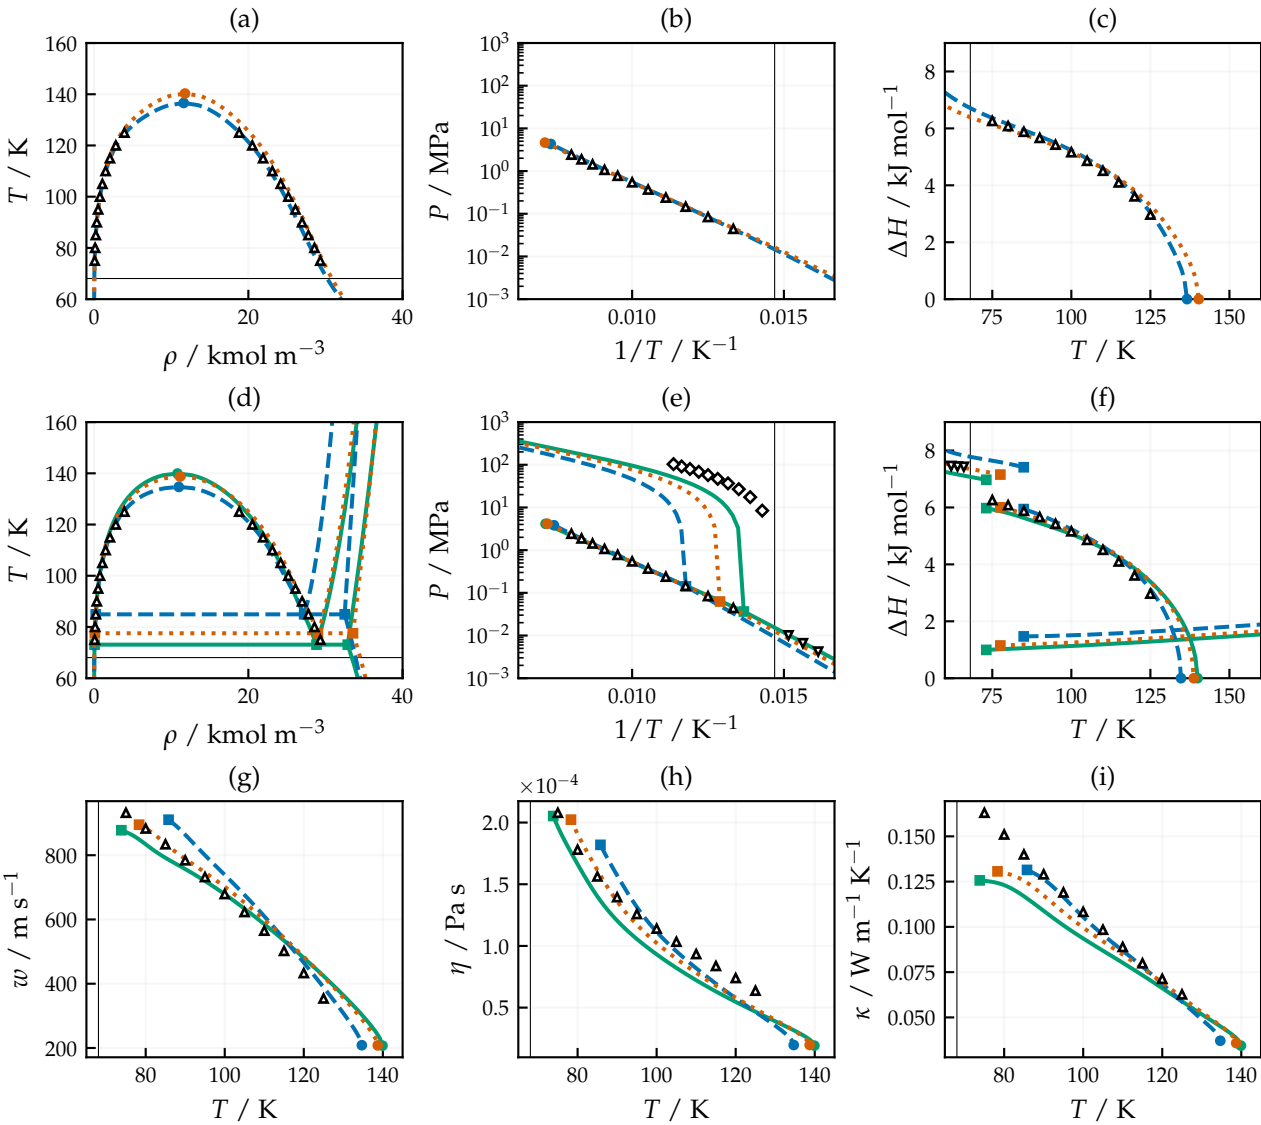 (a)
(b)
(c)
160
140
120
100
80
60
T / K
0
20
40
ρ / kmol m⁻³
10³
10²
10¹
10⁰
10⁻¹
10⁻²
10⁻³
P / MPa
0.010
0.015
1/T / K⁻¹
8
6
4
2
0
ΔH / kJ mol⁻¹
75
100
125
150
T / K
(d)
(e)
(f)
160
140
120
100
80
60
T / K
0
20
40
ρ / kmol m⁻³
10³
10²
10¹
10⁰
10⁻¹
10⁻²
10⁻³
P / MPa
0.010
0.015
1/T / K⁻¹
8
6
4
2
0
ΔH / kJ mol⁻¹
75
100
125
150
T / K
(g)
(h)
(i)
800
600
400
200
w / m s⁻¹
80
100
120
140
T / K
×10⁻⁴
2.0
1.5
1.0
0.5
η / Pa s
80
100
120
140
T / K
0.150
0.125
0.100
0.075
0.050
κ / W m⁻¹ K⁻¹
80
100
120
140
T / K